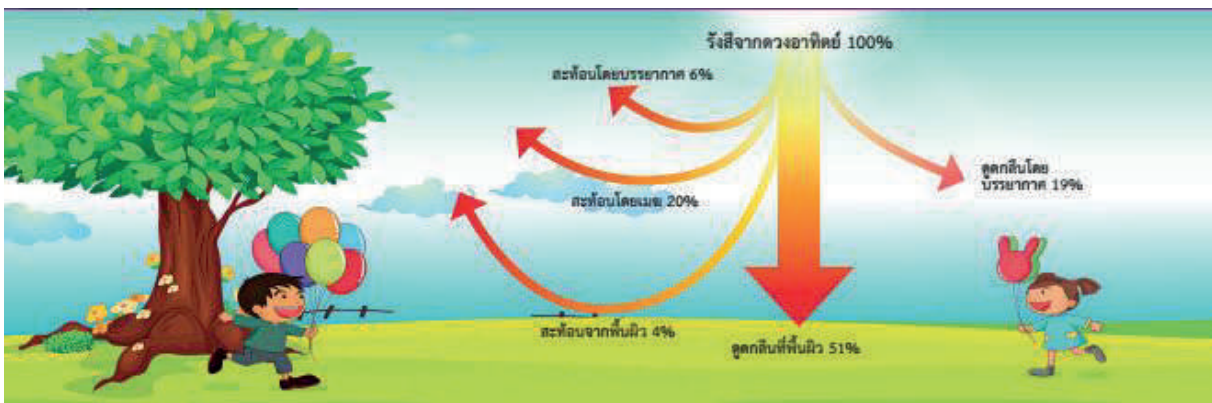 รังสีจากดวงอาทิตย์ 100%
สะท้อนโดยบรรยากาศ 6%
ดูดกลืนโดย
บรรยากาศ 19%
สะท้อนโดยเมฆ 20%
สะท้อนจากพื้นผิว 4%
ดูดกลืนที่พื้นผิว 51%